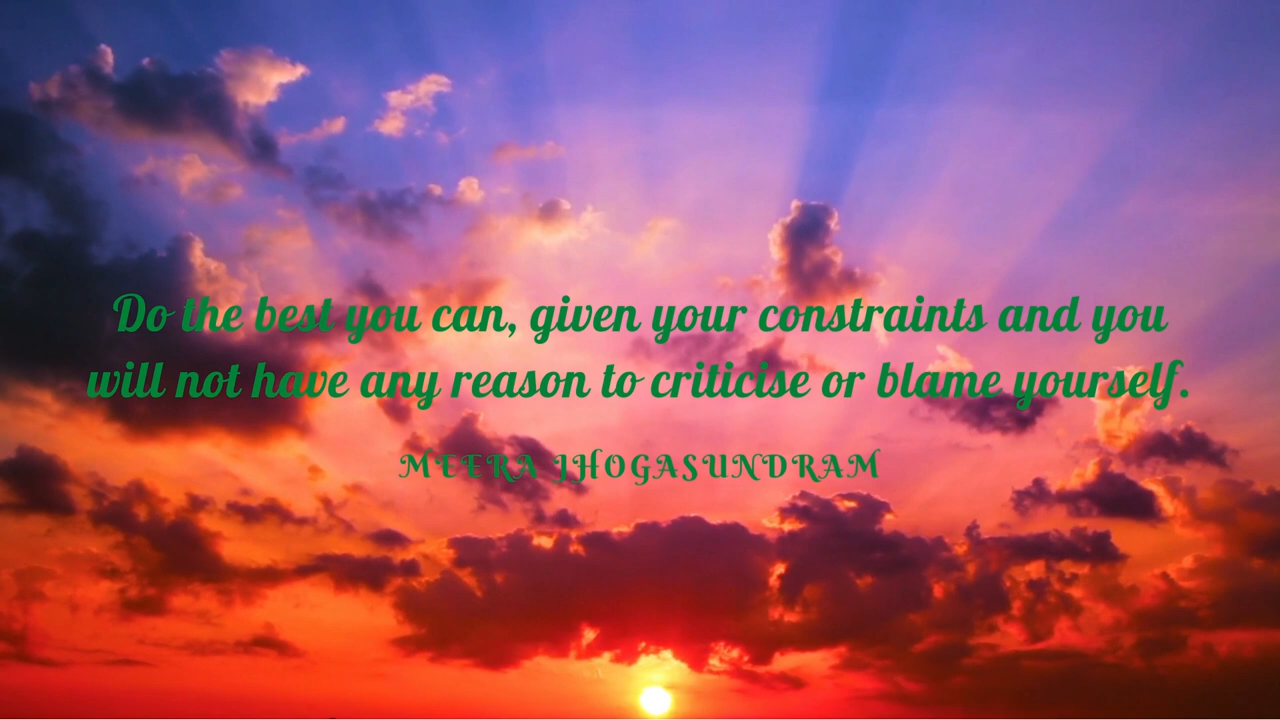 Do the best you can, given your constraints and you
will not have any reason to criticise or blame yourself.
MEERA JHOGASUNDRAM